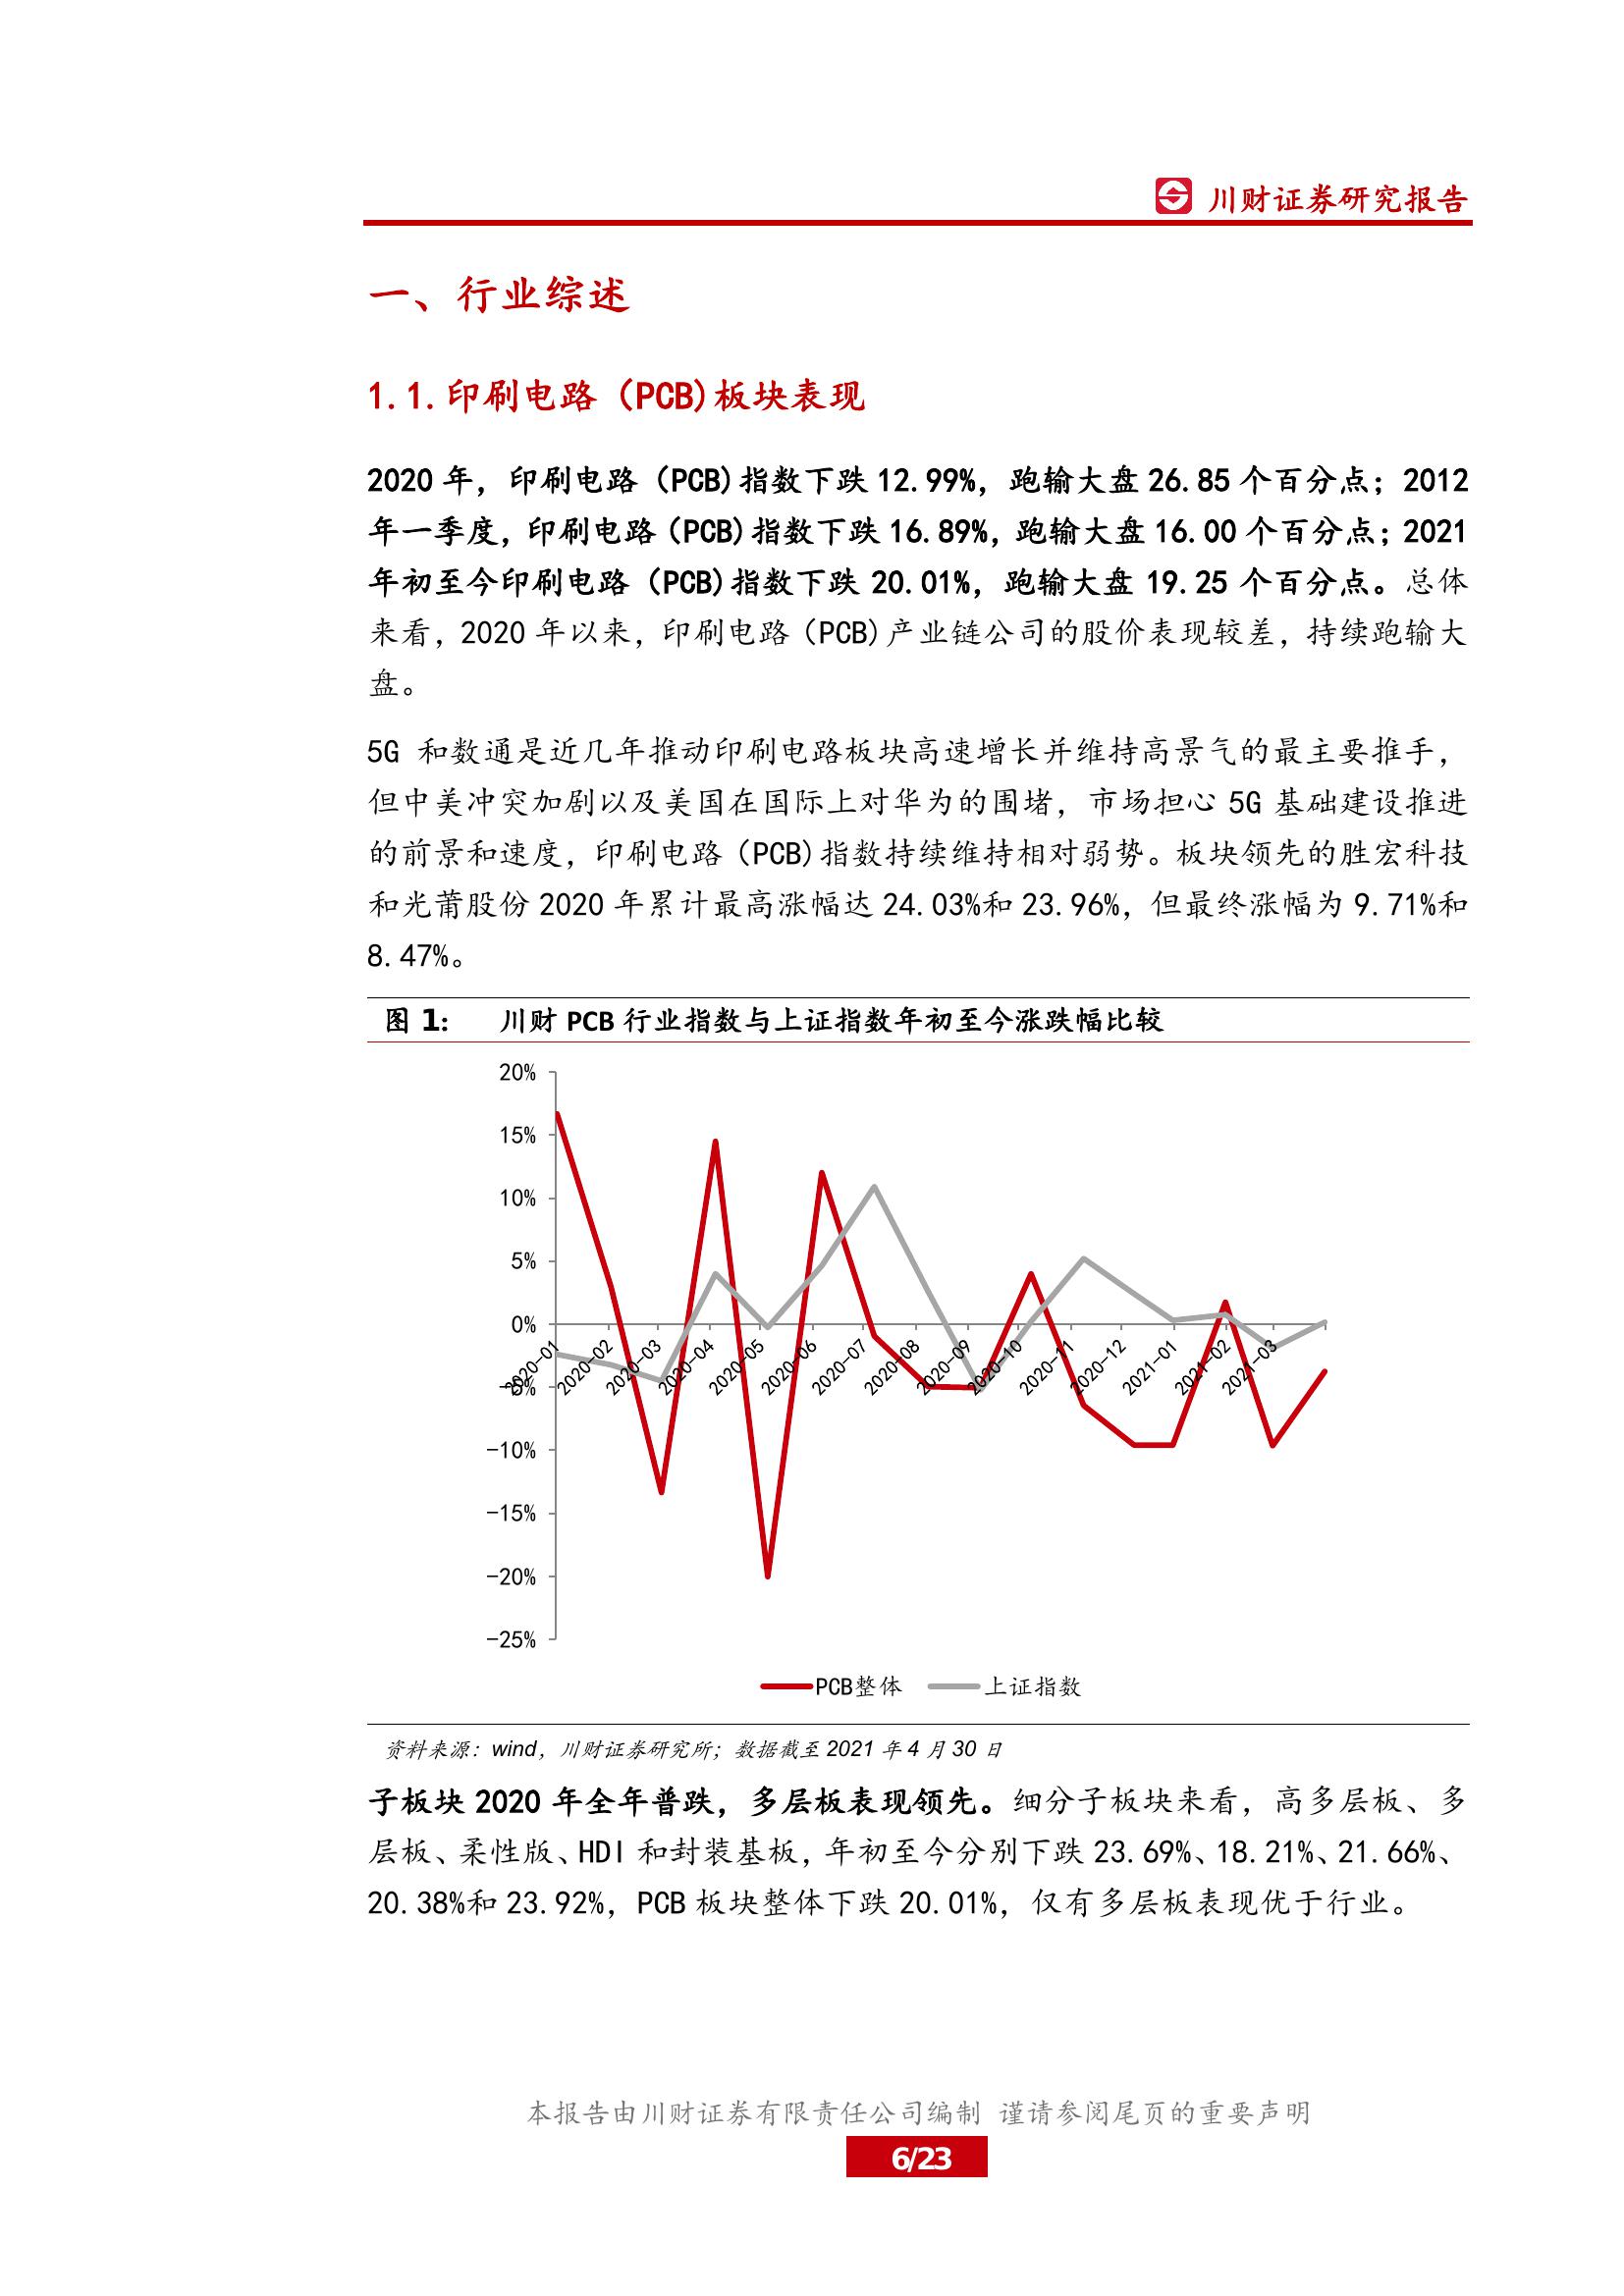 川财证券研究报告
一、行业综述
1.1.印刷电路（PCB)板块表现
2020 年，印刷电路（PCB)指数下跌 12.99%，跑输大盘 26.85 个百分点；2012
年一季度，印刷电路（PCB)指数下跌 16.89%，跑输大盘 16.00 个百分点；2021
年初至今印刷电路（PCB)指数下跌 20.01%，跑输大盘 19.25 个百分点。总体
来看，2020 年以来，印刷电路（PCB)产业链公司的股价表现较差，持续跑输大
盘。
5G 和数通是近几年推动印刷电路板块高速增长并维持高景气的最主要推手，
但中美冲突加剧以及美国在国际上对华为的围堵，市场担心 5G 基础建设推进
的前景和速度，印刷电路（PCB)指数持续维持相对弱势。板块领先的胜宏科技
和光莆股份 2020 年累计最高涨幅达 24.03%和 23.96%，但最终涨幅为 9.71%和
8.47%。
图 1: 川财 PCB 行业指数与上证指数年初至今涨跌幅比较
20%
15%
10%
5%
0%
-5%
-10%
-15%
-20%
-25%
2020-01
2020-02
2020-03
2020-04
2020-05
2020-06
2020-07
2020-08
2020-09
2020-10
2020-11
2020-12
2021-01
2021-02
2021-03
PCB整体
上证指数
资料来源：wind，川财证券研究所；数据截至 2021 年 4 月 30 日
子板块 2020 年全年普跌，多层板表现领先。细分子板块来看，高多层板、多
层板、柔性版、HDI 和封装基板，年初至今分别下跌 23.69%、18.21%、21.66%、
20.38%和 23.92%，PCB 板块整体下跌 20.01%，仅有多层板表现优于行业。
本报告由川财证券有限责任公司编制 谨请参阅尾页的重要声明
6/23